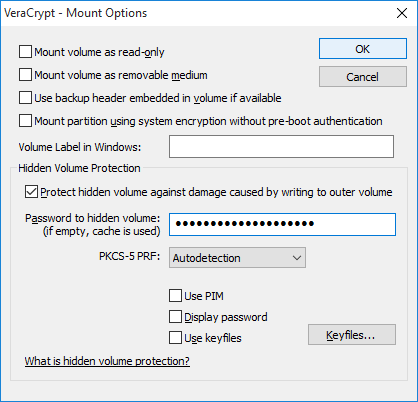 VeraCrypt - Mount Options
Mount volume as read-only
OK
Mount volume as removable medium
Cancel
Use backup header embedded in volume if available
Mount partition using system encryption without pre-boot authentication
Volume Label in Windows:
Hidden Volume Protection
Protect hidden volume against damage caused by writing to outer volume
Password to hidden volume:
(if empty, cache is used)
●●●●●●●●●●●●●●●●●●●●
PKCS-5 PRF:
Autodetection
Use PIM
Display password
Use keyfiles
Keyfiles...
What is hidden volume protection?